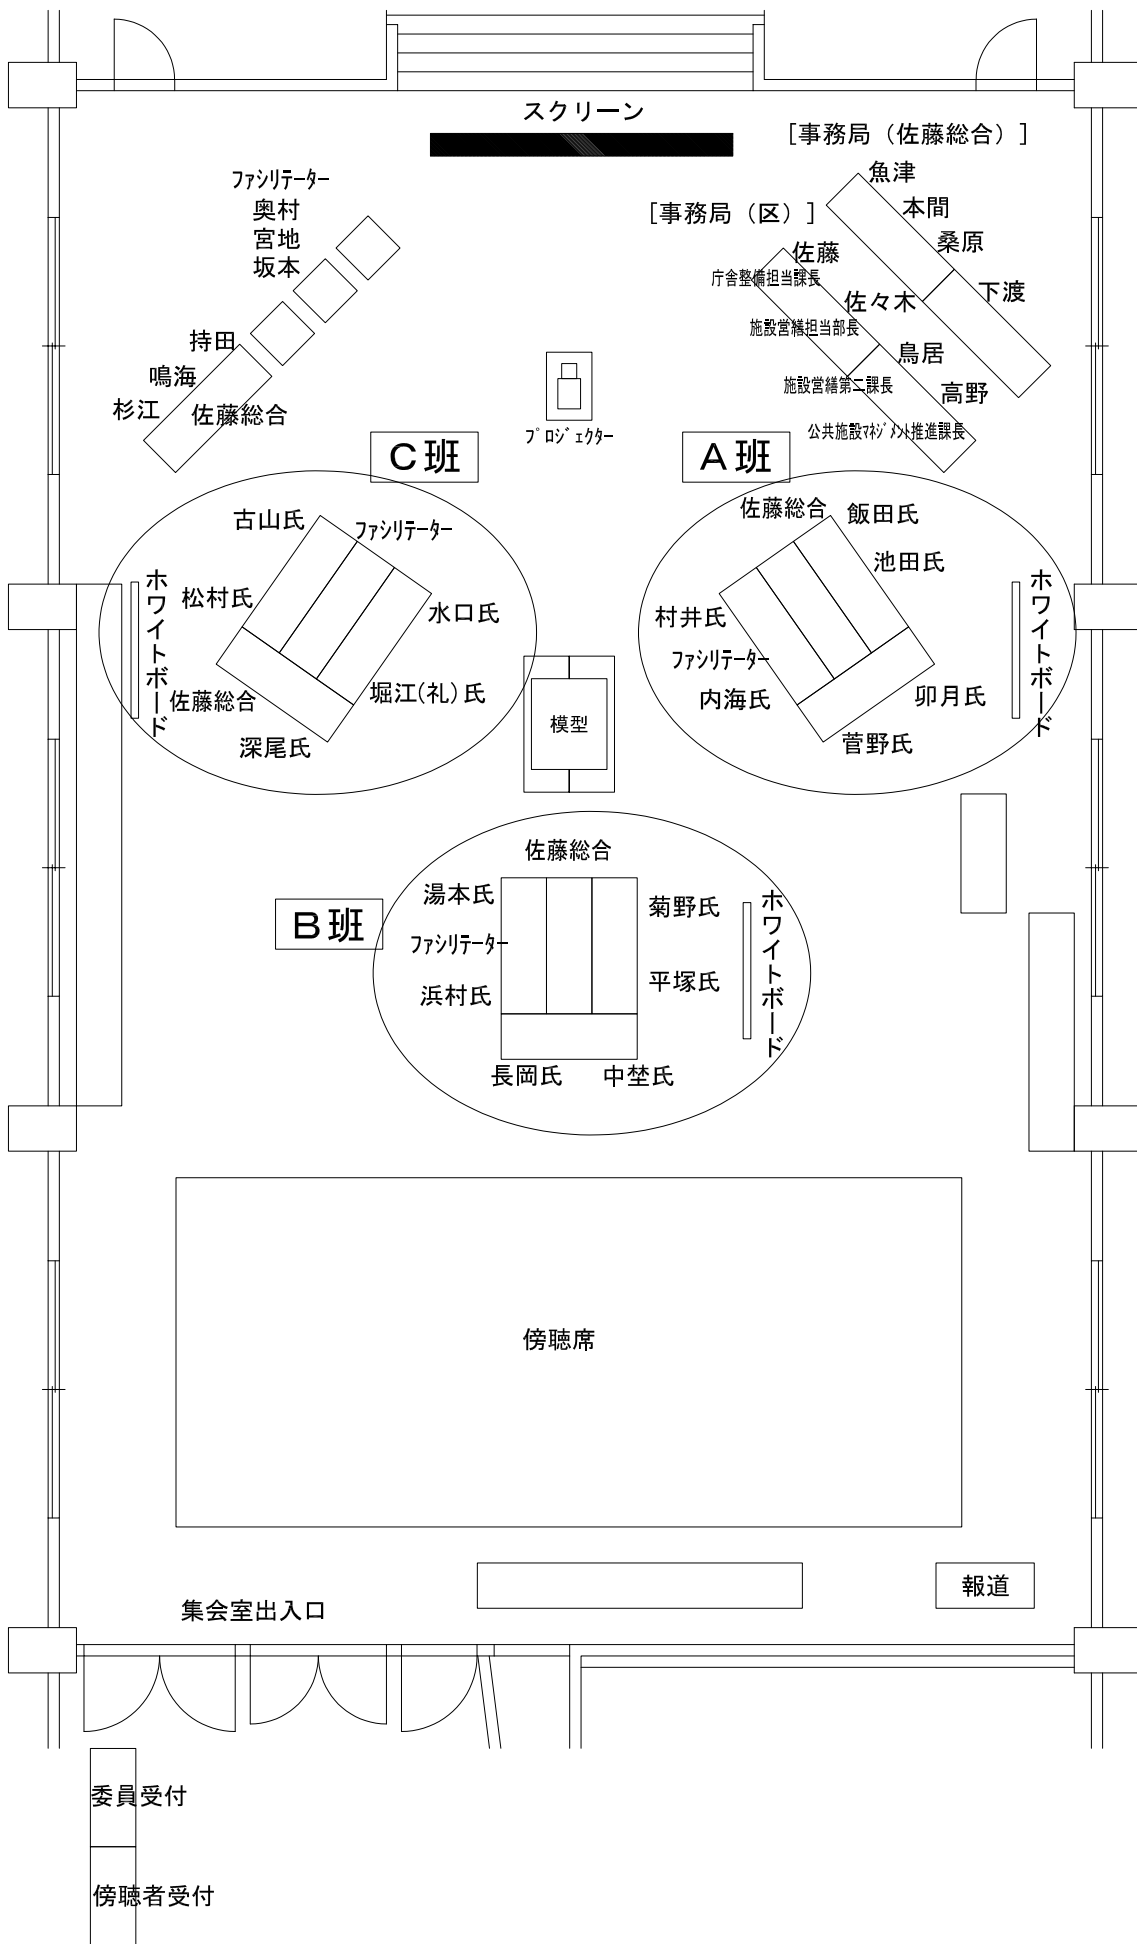 スクリーン
[事務局（佐藤総合）]
魚津
本間
桑原
下渡
[事務局（区）]
佐藤
庁舎整備担当課長
佐々木
施設営繕担当部長
鳥居
施設営繕第二課長
高野
公共施設マネジメント推進課長
ファシリテーター
奥村
宮地
坂本
持田
鳴海
杉江
佐藤総合
プロジェクター
C班
古山氏
ファシリテーター
松村氏
水口氏
堀江(礼)氏
佐藤総合
深尾氏
ホワイトボード
A班
佐藤総合
飯田氏
池田氏
村井氏
ファシリテーター
内海氏
卯月氏
菅野氏
ホワイトボード
模型
B班
佐藤総合
湯本氏
菊野氏
ファシリテーター
浜村氏
平塚氏
長岡氏
中埜氏
ホワイトボード
傍聴席
報道
集会室出入口
委員受付
傍聴者受付